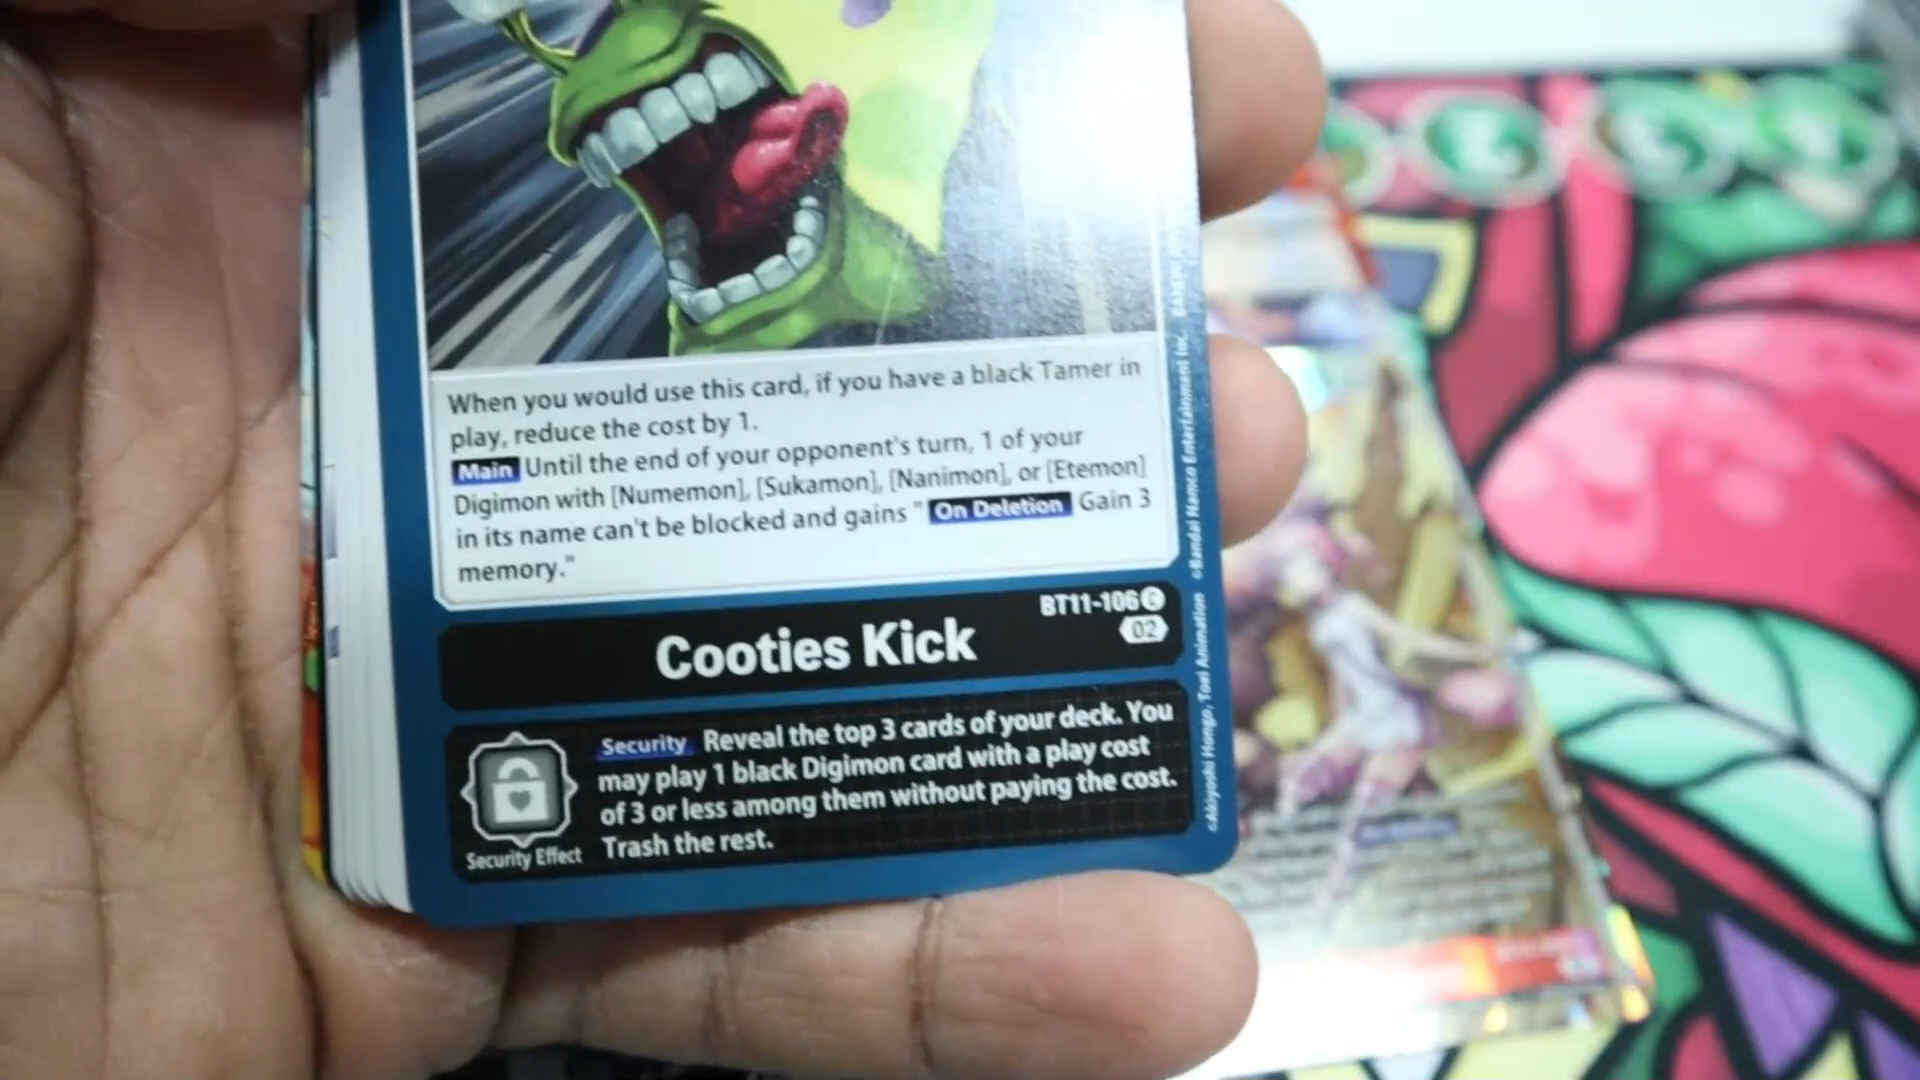 When you would use this card, if you have a black Tamer in
play, reduce the cost by 1.
Main Until the end of your opponent's turn, 1 of your
Digimon with [Numemon], [Sukamon], [Nanimon], or [Etemon]
in its name can't be blocked and gains " On Deletion Gain 3
memory."
BT11-106 C
Cooties Kick
02
Security Reveal the top 3 cards of your deck. You
may play 1 black Digimon card with a play cost
of 3 or less among them without paying the cost.
Trash the rest.
Security Effect
©Akiyoshi Hongo, Toei Animation ©Bandai Namco Entertainment Inc.